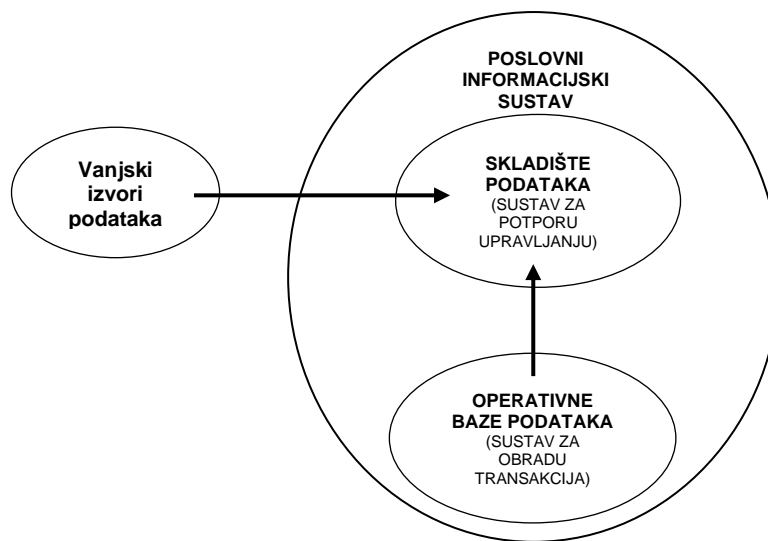 POSLOVNI
INFORMACIJSKI
SUSTAV
Vanjski
izvori
podataka
SKLADIŠTE
PODATAKA
(SUSTAV ZA
POTPORU
UPRAVLJANJU)
OPERATIVNE
BAZE PODATAKA
(SUSTAV ZA
OBRADU
TRANSAKCIJA)